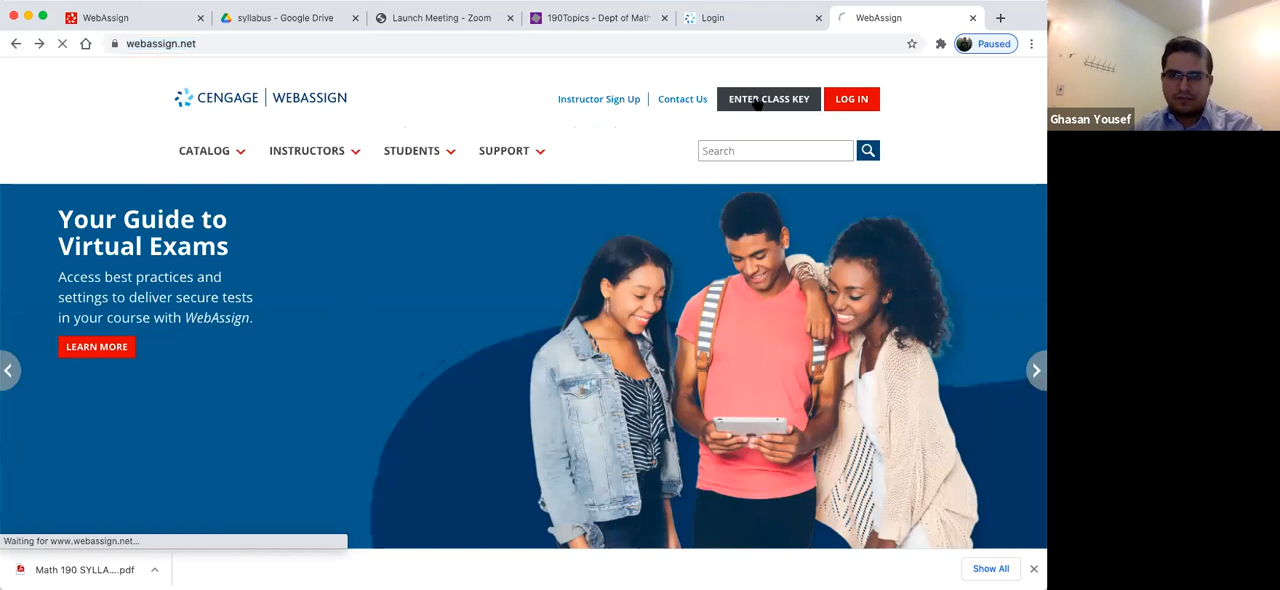 WebAssign
syllabus - Google Drive
Launch Meeting - Zoom
190Topics - Dept of Math
Login
WebAssign
webassign.net
Paused
CENGAGE | WEBASSIGN
Instructor Sign Up
Contact Us
ENTER CLASS KEY
LOG IN
Ghasan Yousef
CATALOG
INSTRUCTORS
STUDENTS
SUPPORT
Search
Your Guide to
Virtual Exams
Access best practices and
settings to deliver secure tests
in your course with WebAssign.
LEARN MORE
Waiting for www.webassign.net...
Math 190 SYLLA....pdf
Show All